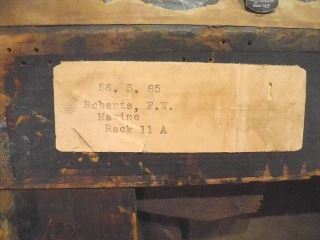 56. 3. 85
Roberts, F.W.
Marine
Rack 11 A